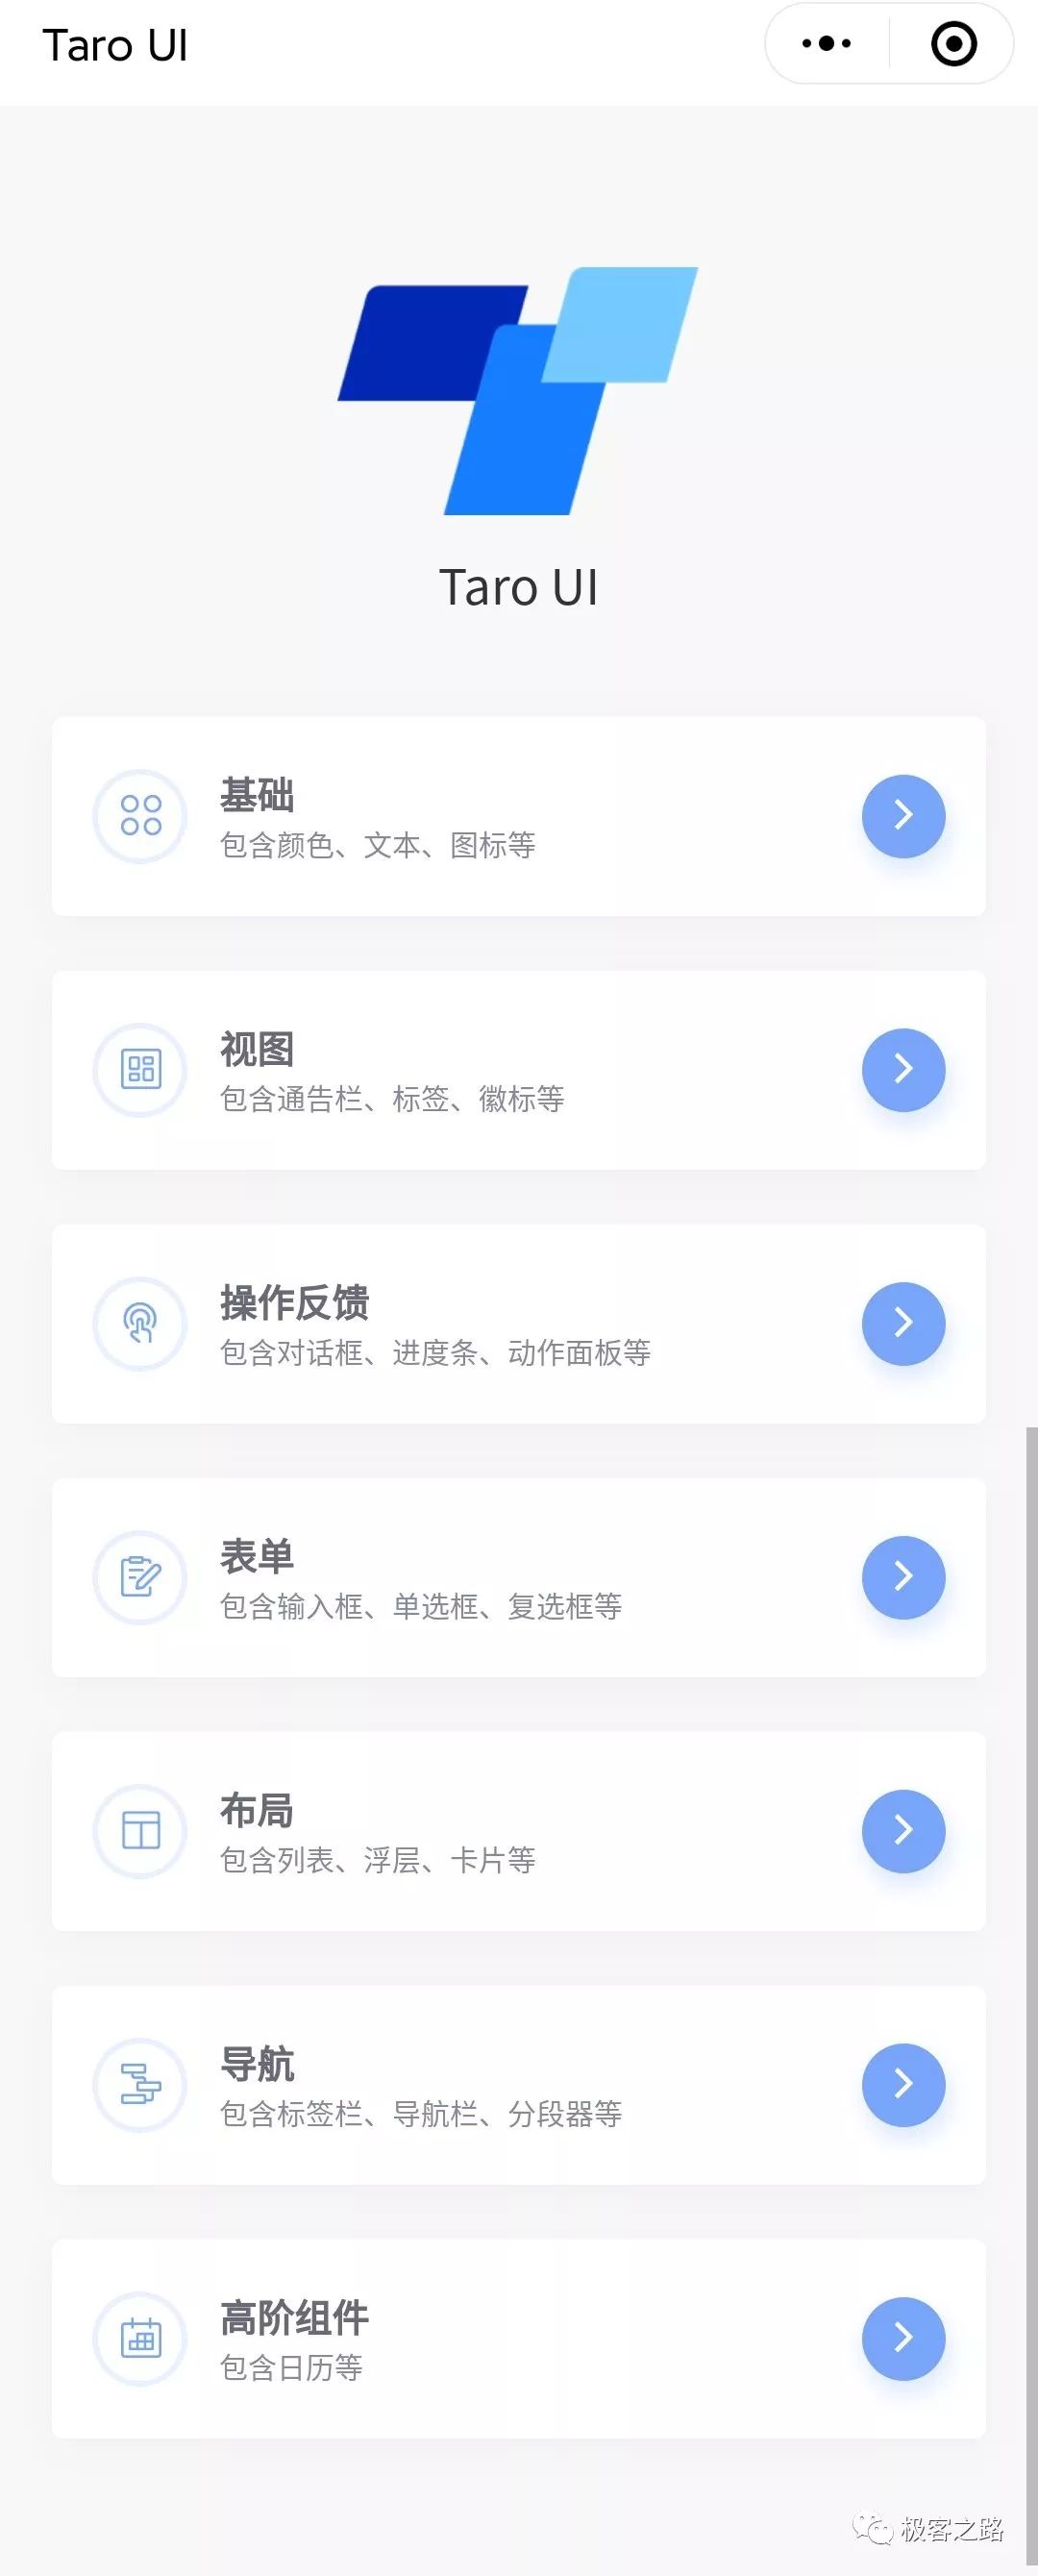 Taro UI
Taro UI
基础
包含颜色、文本、图标等
视图
包含通告栏、标签、徽标等
操作反馈
包含对话框、进度条、动作面板等
表单
包含输入框、单选框、复选框等
布局
包含列表、浮层、卡片等
导航
包含标签栏、导航栏、分段器等
高阶组件
包含日历等
极客之路